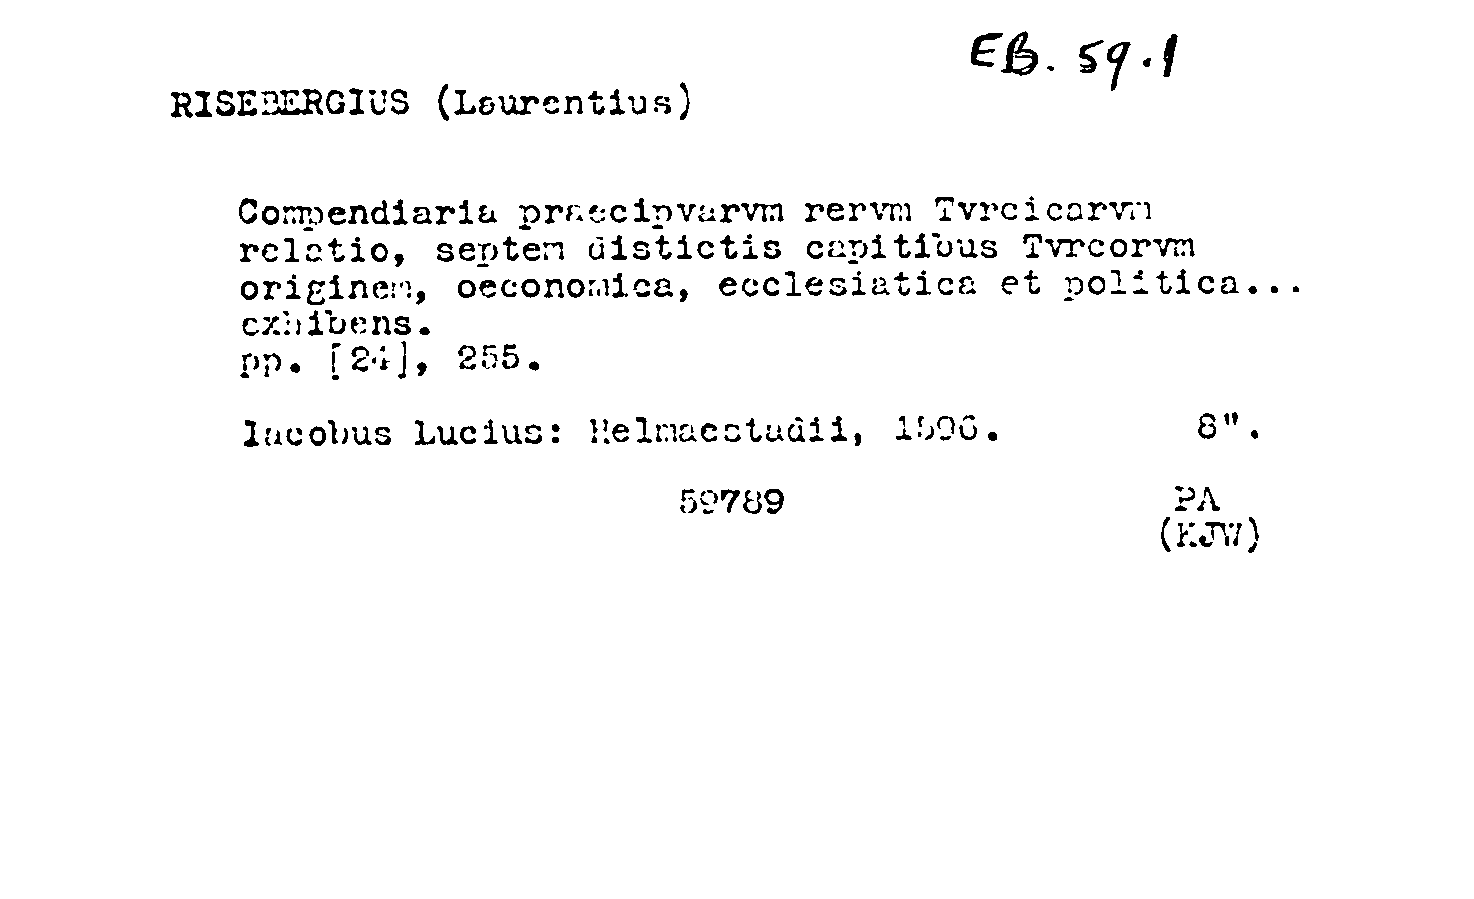 EB. 59.1
RISEBERGIUS (Laurentius)
Compendiaria praecipvarvm rervm Tvrcicarvm
relatio, septem distictis capitibus Tvrcorvm
originem, oeconomica, ecclesiatica et politica...
exhibens.
pp. [24], 255.
Iacobus Lucius: Helmaestadii, 1596. 8".
59789 PA
(KJW)